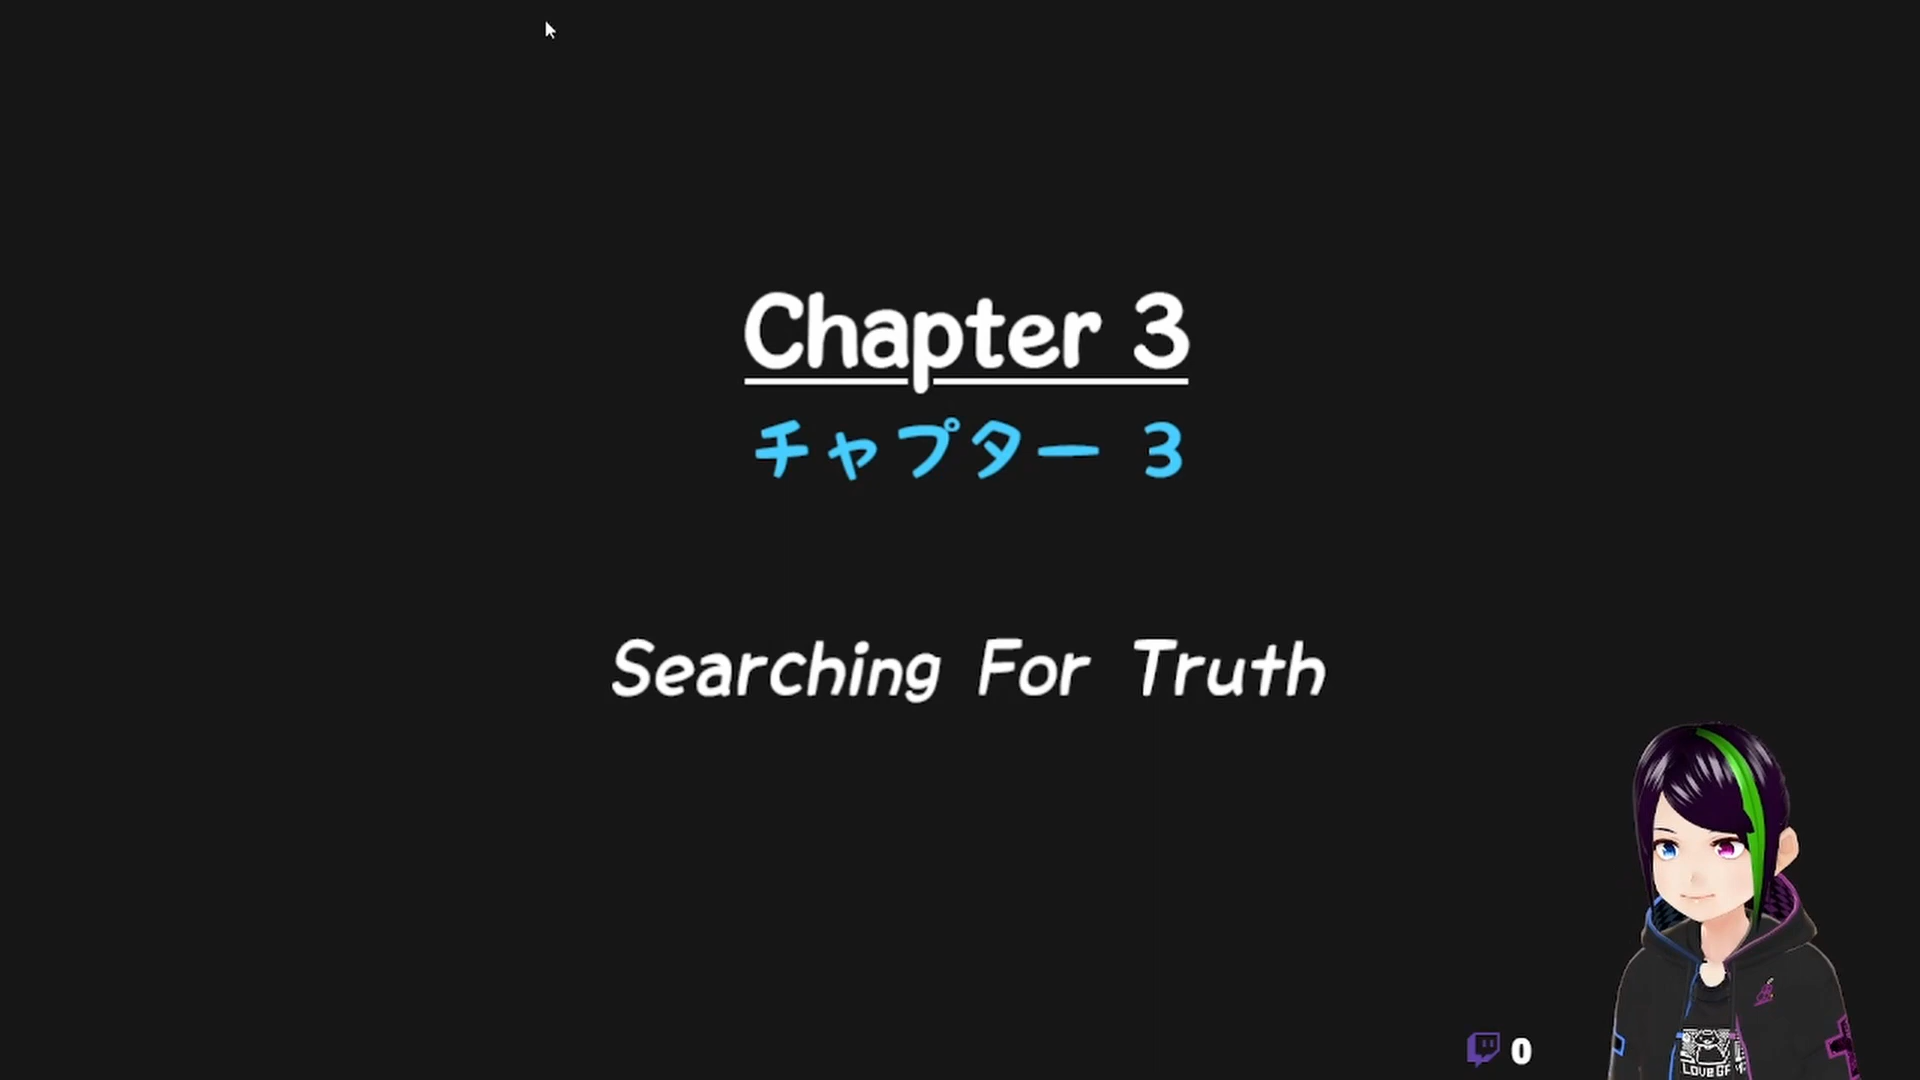 Chapter 3
チャプター 3
Searching For Truth
0